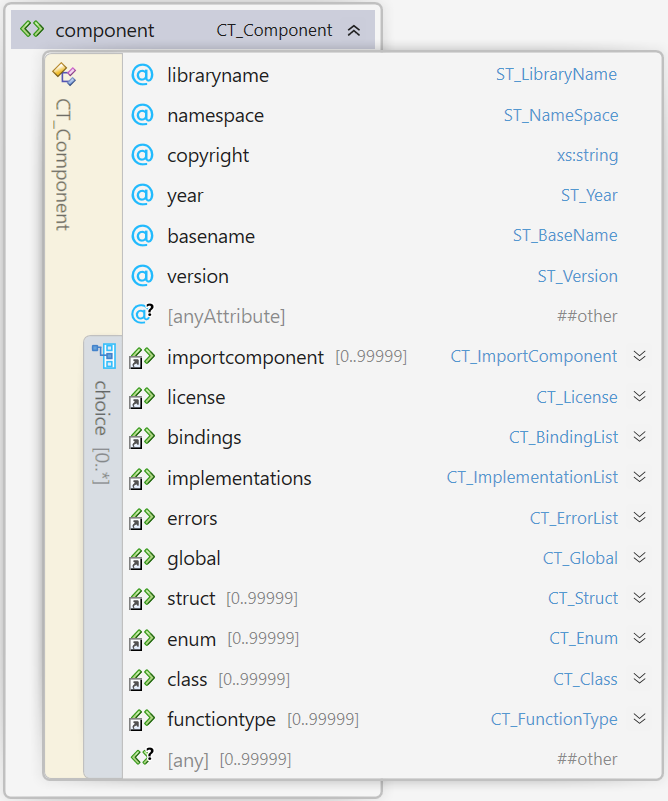 component CT_Component
CT_Component
@ libraryname ST_LibraryName
@ namespace ST_NameSpace
@ copyright xs:string
@ year ST_Year
@ basename ST_BaseName
@ version ST_Version
@? [anyAttribute] ##other
choice [0..*]
importcomponent [0..99999] CT_ImportComponent
license CT_License
bindings CT_BindingList
implementations CT_ImplementationList
errors CT_ErrorList
global CT_Global
struct [0..99999] CT_Struct
enum [0..99999] CT_Enum
class [0..99999] CT_Class
functiontype [0..99999] CT_FunctionType
? [any] [0..99999] ##other